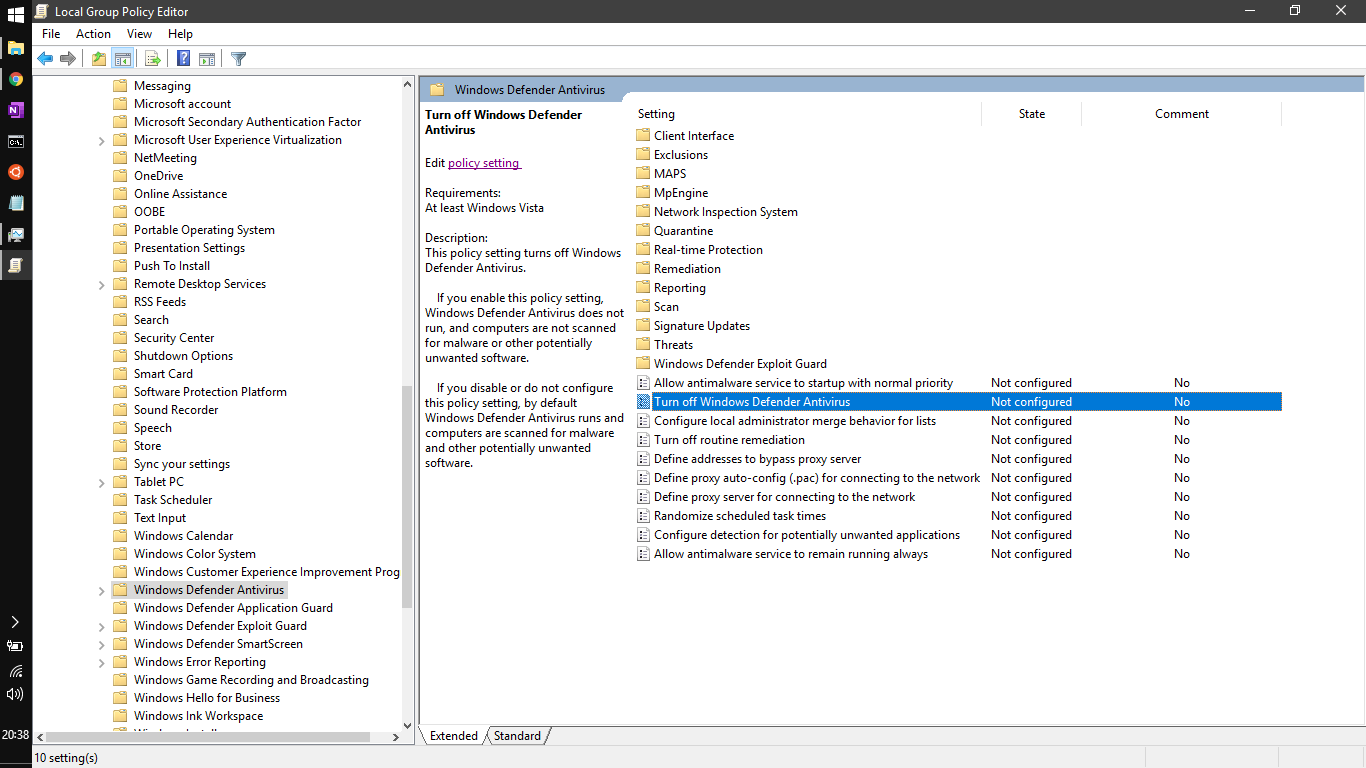 Local Group Policy Editor
File Action View Help
Messaging
Microsoft account
Microsoft Secondary Authentication Factor
Microsoft User Experience Virtualization
NetMeeting
OneDrive
Online Assistance
OOBE
Portable Operating System
Presentation Settings
Push To Install
Remote Desktop Services
RSS Feeds
Search
Security Center
Shutdown Options
Smart Card
Software Protection Platform
Sound Recorder
Speech
Store
Sync your settings
Tablet PC
Task Scheduler
Text Input
Windows Calendar
Windows Color System
Windows Customer Experience Improvement Prog
Windows Defender Antivirus
Windows Defender Application Guard
Windows Defender Exploit Guard
Windows Defender SmartScreen
Windows Error Reporting
Windows Game Recording and Broadcasting
Windows Hello for Business
Windows Ink Workspace
Windows Defender Antivirus
Turn off Windows Defender
Antivirus
Edit policy setting
Requirements:
At least Windows Vista
Description:
This policy setting turns off Windows
Defender Antivirus.
If you enable this policy setting,
Windows Defender Antivirus does not
run, and computers are not scanned
for malware or other potentially
unwanted software.
If you disable or do not configure
this policy setting, by default
Windows Defender Antivirus runs and
computers are scanned for malware
and other potentially unwanted
software.
Setting State Comment
Client Interface
Exclusions
MAPS
MpEngine
Network Inspection System
Quarantine
Real-time Protection
Remediation
Reporting
Scan
Signature Updates
Threats
Windows Defender Exploit Guard
Allow antimalware service to startup with normal priority Not configured No
Turn off Windows Defender Antivirus Not configured No
Configure local administrator merge behavior for lists Not configured No
Turn off routine remediation Not configured No
Define addresses to bypass proxy server Not configured No
Define proxy auto-config (.pac) for connecting to the network Not configured No
Define proxy server for connecting to the network Not configured No
Randomize scheduled task times Not configured No
Configure detection for potentially unwanted applications Not configured No
Allow antimalware service to remain running always Not configured No
Extended Standard
10 setting(s)
20:38